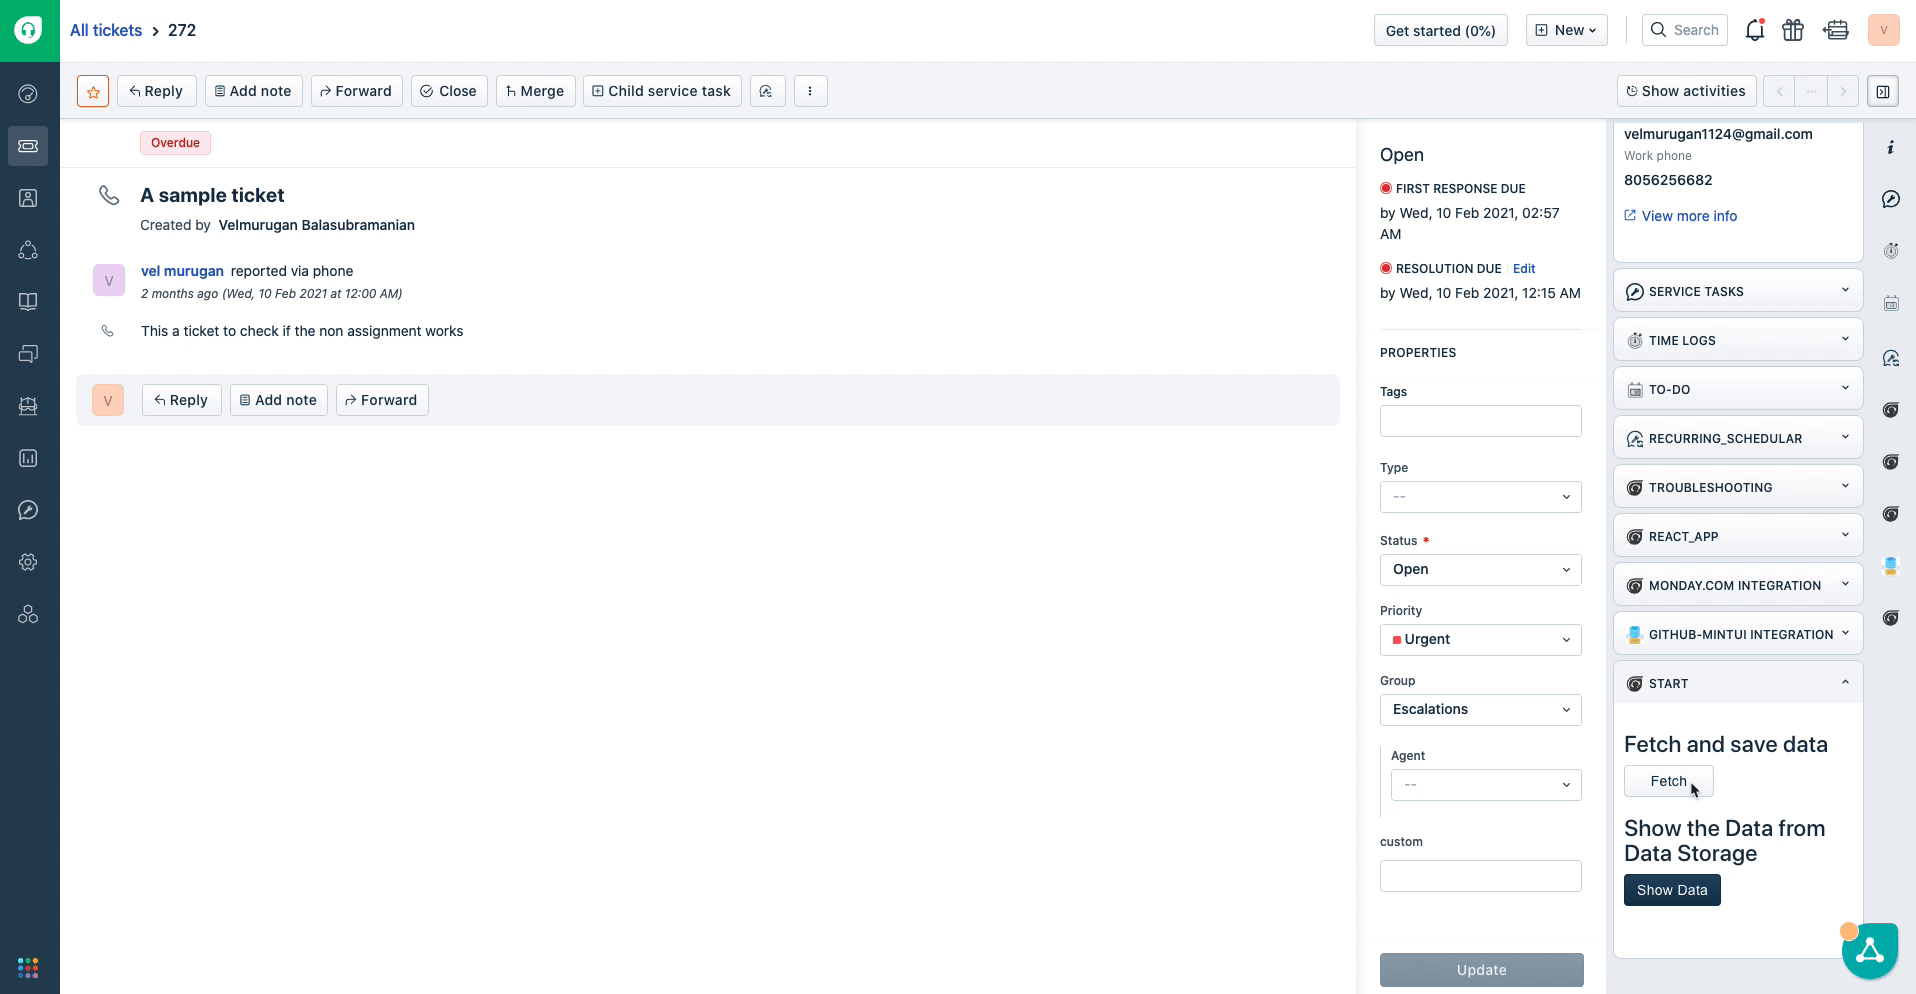 All tickets > 272
Get started (0%)
New
Search
V
Reply
Add note
Forward
Close
Merge
Child service task
Show activities
Overdue
A sample ticket
Created by Velmurugan Balasubramanian
V
vel murugan reported via phone
2 months ago (Wed, 10 Feb 2021 at 12:00 AM)
This a ticket to check if the non assignment works
V
Reply
Add note
Forward
Open
FIRST RESPONSE DUE
by Wed, 10 Feb 2021, 02:57
AM
RESOLUTION DUE Edit
by Wed, 10 Feb 2021, 12:15 AM
PROPERTIES
Tags
Type
--
Status *
Open
Priority
Urgent
Group
Escalations
Agent
--
custom
Update
velmurugan1124@gmail.com
Work phone
8056256682
View more info
SERVICE TASKS
TIME LOGS
TO-DO
RECURRING_SCHEDULAR
TROUBLESHOOTING
REACT_APP
MONDAY.COM INTEGRATION
GITHUB-MINTUI INTEGRATION
START
Fetch and save data
Fetch
Show the Data from
Data Storage
Show Data